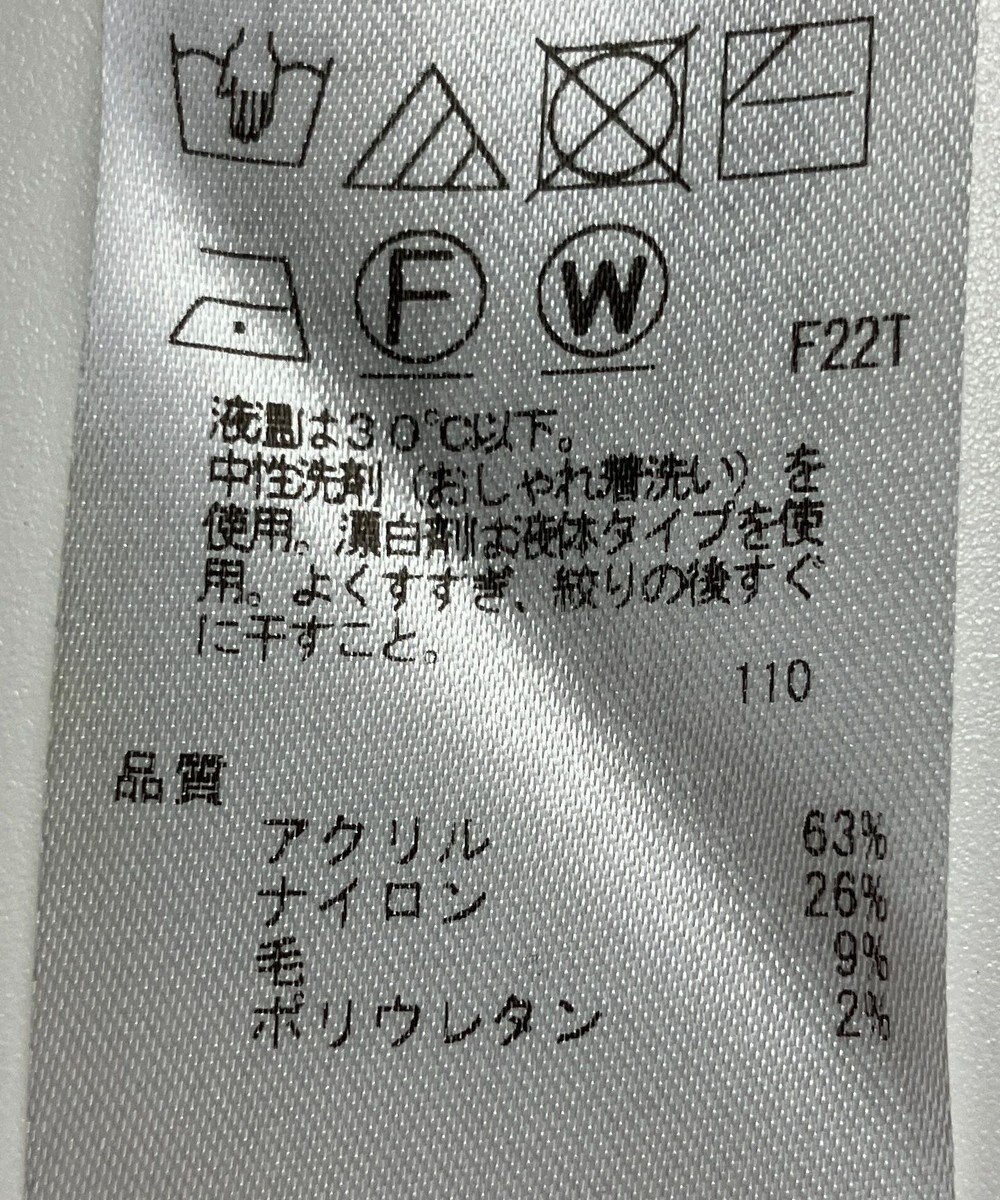 F W
F22T
液温は30℃以下。
中性洗剤(おしゃれ着洗い)を
使用。漂白剤は液体タイプを使
用。よくすすぎ、絞りの後すぐ
に干すこと。
110
品質
アクリル 63%
ナイロン 26%
毛 9%
ポリウレタン 2%